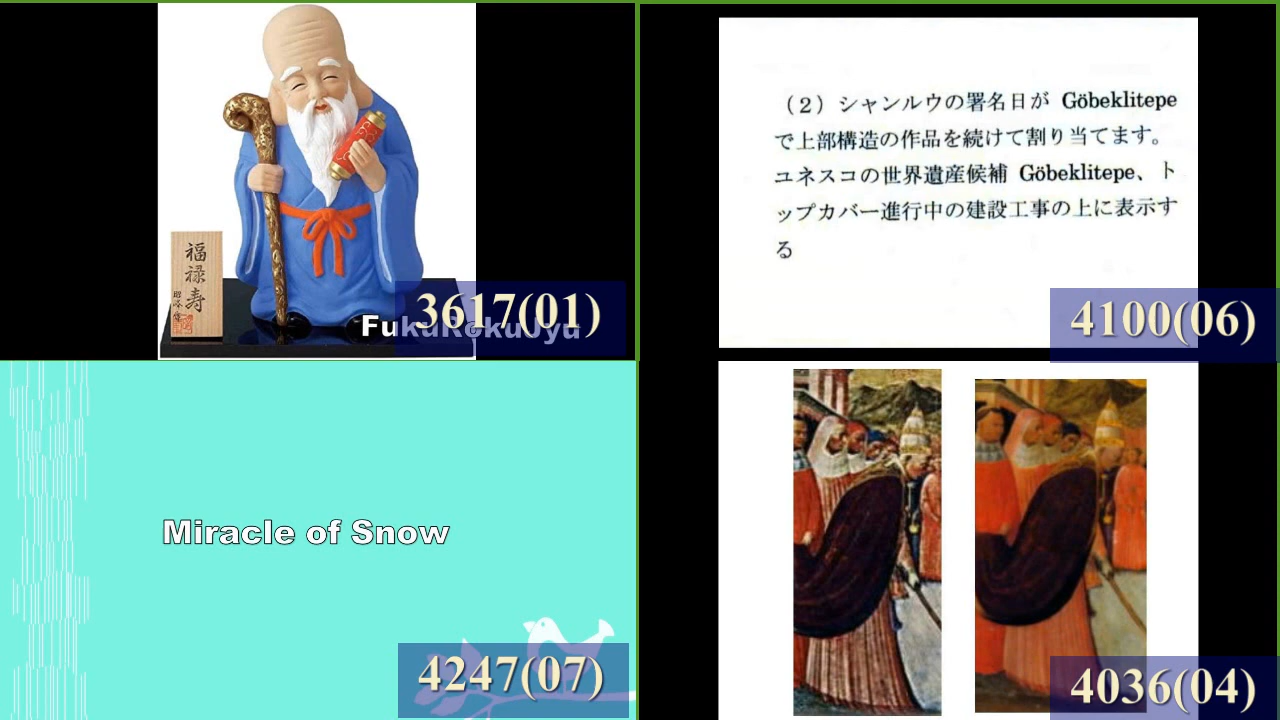 福禄寿
FukuRokuJyu
3617(01)
(2)シャンルウの署名日が Göbeklitepe
で上部構造の作品を続けて割り当てます。
ユネスコの世界遺産候補 Göbeklitepe、ト
ップカバー進行中の建設工事の上に表示す
る
4100(06)
Miracle of Snow
4247(07)
4036(04)